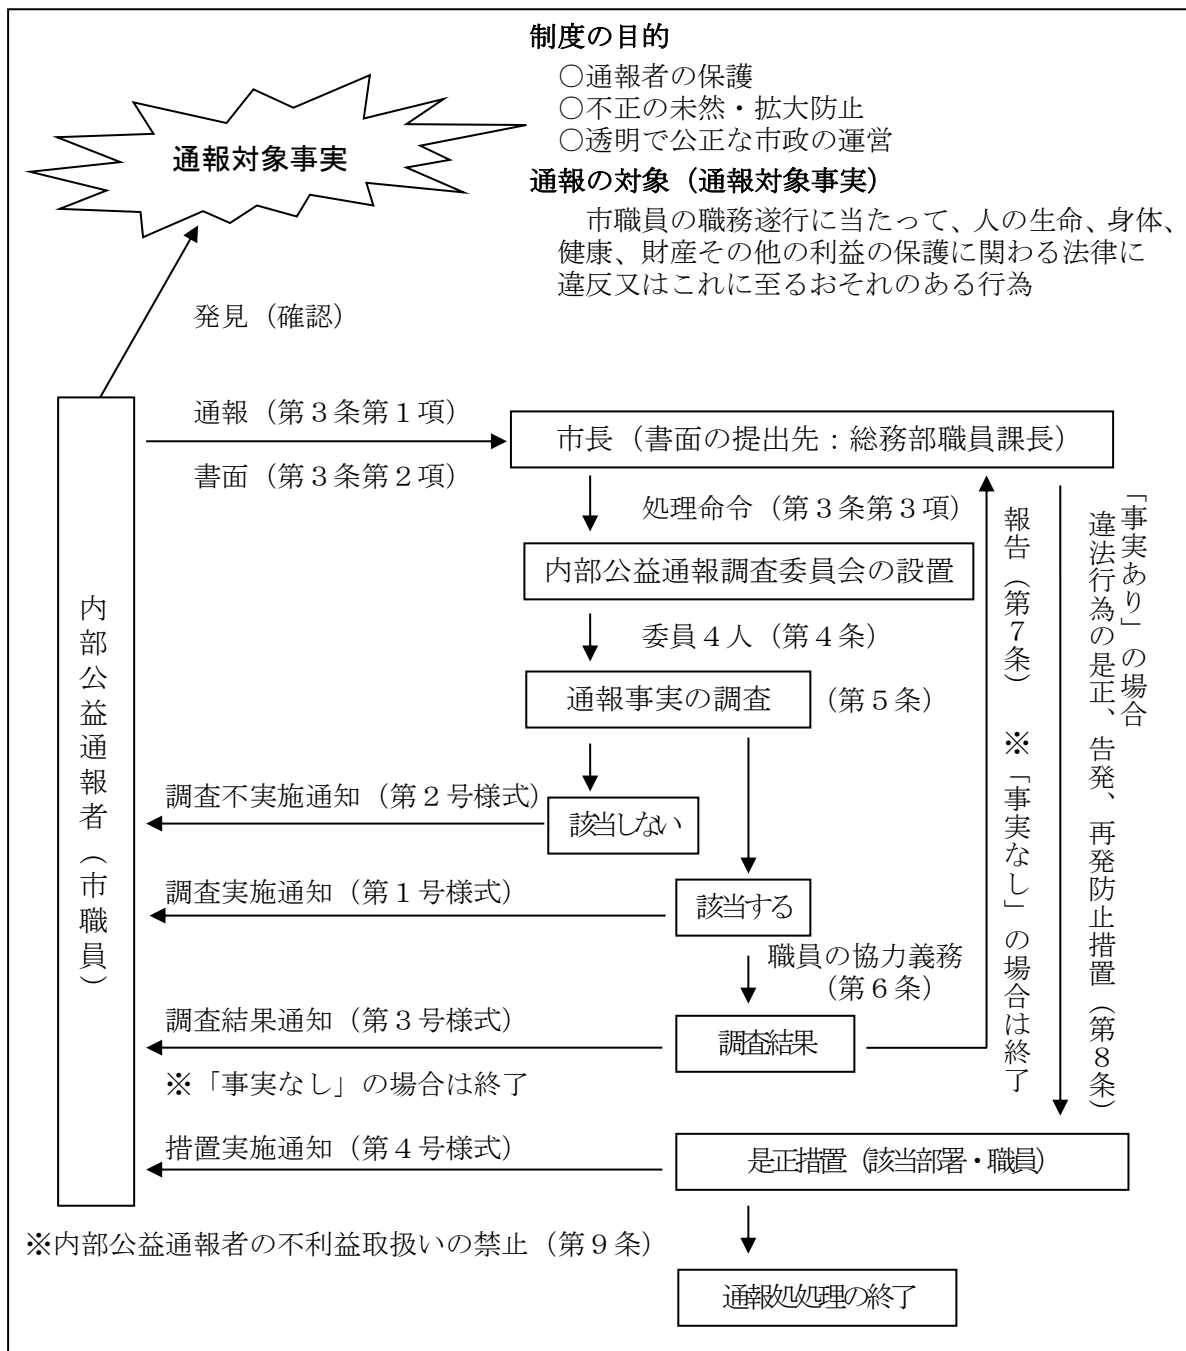 制度の目的
○通報者の保護
○不正の未然・拡大防止
○透明で公正な市政の運営
通報対象事実
通報の対象（通報対象事実）
市職員の職務遂行に当たって、人の生命、身体、
健康、財産その他の利益の保護に関わる法律に
違反又はこれに至るおそれのある行為
発見（確認）
通報（第３条第１項）
市長（書面の提出先：総務部職員課長）
書面（第３条第２項）
処理命令（第３条第３項）
内部公益通報調査委員会の設置
委員４人（第４条）
通報事実の調査
（第５条）
内部公益通報者（市職員）
報告（第７条）　※「事実なし」の場合は終了
「事実あり」の場合
違法行為の是正、告発、再発防止措置（第８条）
調査不実施通知（第２号様式）
該当しない
調査実施通知（第１号様式）
該当する
職員の協力義務
（第６条）
調査結果通知（第３号様式）
調査結果
※「事実なし」の場合は終了
措置実施通知（第４号様式）
是正措置（該当部署・職員）
※内部公益通報者の不利益取扱いの禁止（第９条）
通報処処理の終了